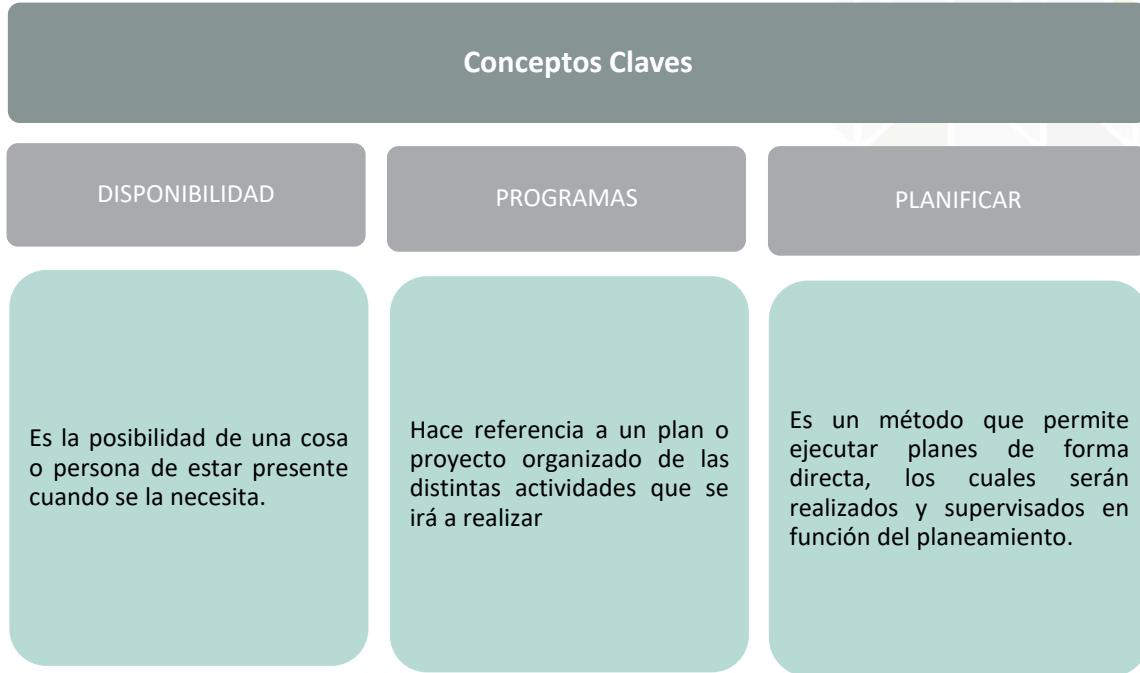 Conceptos Claves
DISPONIBILIDAD
PROGRAMAS
PLANIFICAR
Es la posibilidad de una cosa
o persona de estar presente
cuando se la necesita.
Hace referencia a un plan o
proyecto organizado de las
distintas actividades que se
irá a realizar
Es un método que permite
ejecutar planes de forma
directa, los cuales serán
realizados y supervisados en
función del planeamiento.